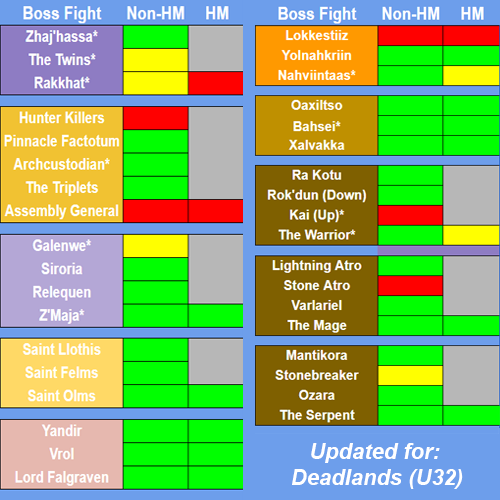 Boss Fight Non-HM HM
Zhaj'hassa*
The Twins*
Rakkhat*
Hunter Killers
Pinnacle Factotum
Archcustodian*
The Triplets
Assembly General
Galenwe*
Siroria
Relequen
Z'Maja*
Saint Llothis
Saint Felms
Saint Olms
Yandir
Vrol
Lord Falgraven
Boss Fight Non-HM HM
Lokkestiiz
Yolnahkriin
Nahviintaas*
Oaxiltso
Bahsei*
Xalvakka
Ra Kotu
Rok'dun (Down)
Kai (Up)*
The Warrior*
Lightning Atro
Stone Atro
Varlariel
The Mage
Mantikora
Stonebreaker
Ozara
The Serpent
Updated for:
Deadlands (U32)